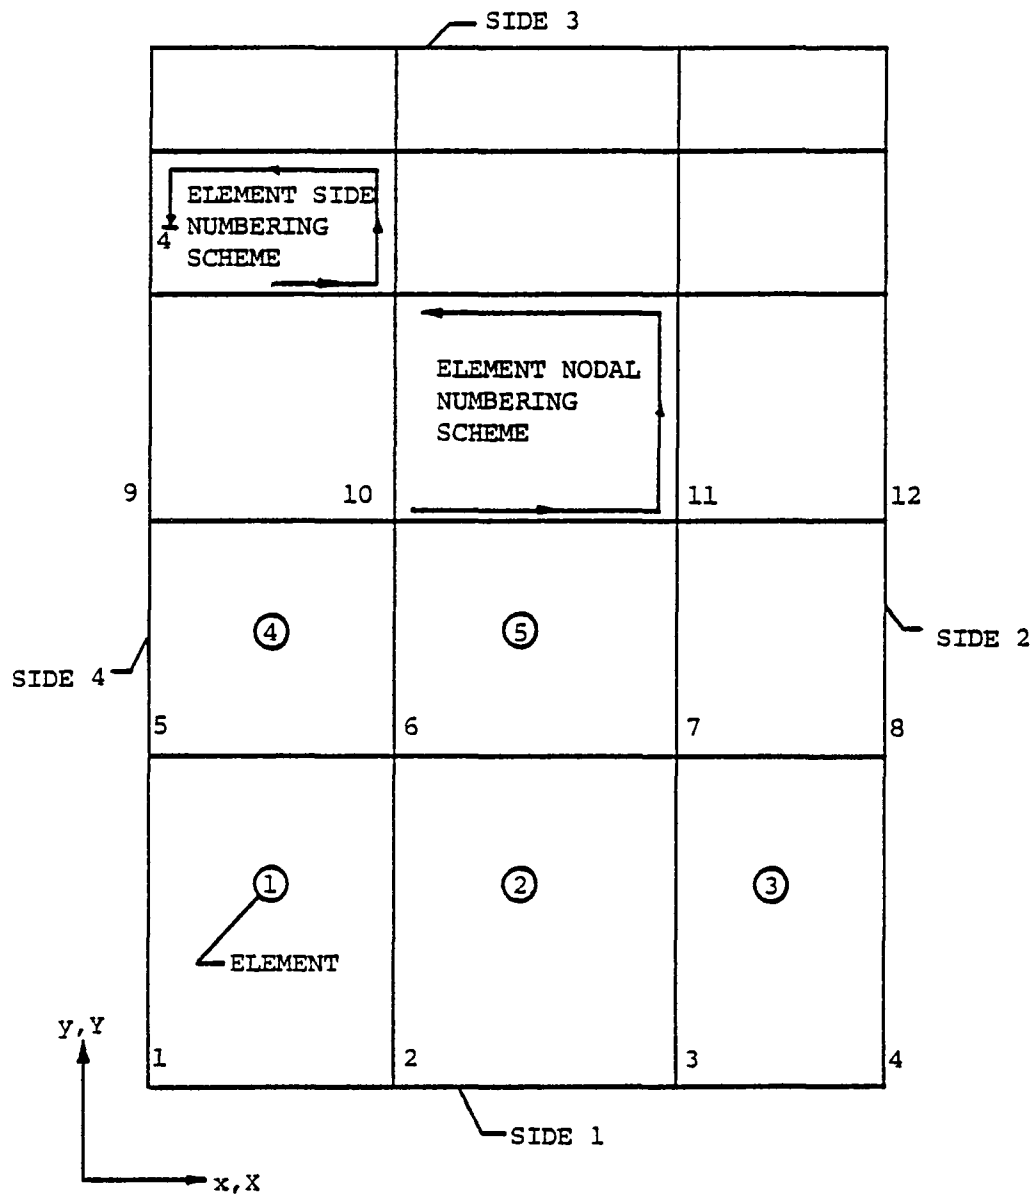 SIDE 3
ELEMENT SIDE
NUMBERING
SCHEME
4
ELEMENT NODAL
NUMBERING
SCHEME
9
10
11
12
4
5
SIDE 2
SIDE 4
5
6
7
8
1
2
3
ELEMENT
y,Y
1
2
3
4
SIDE 1
x,X